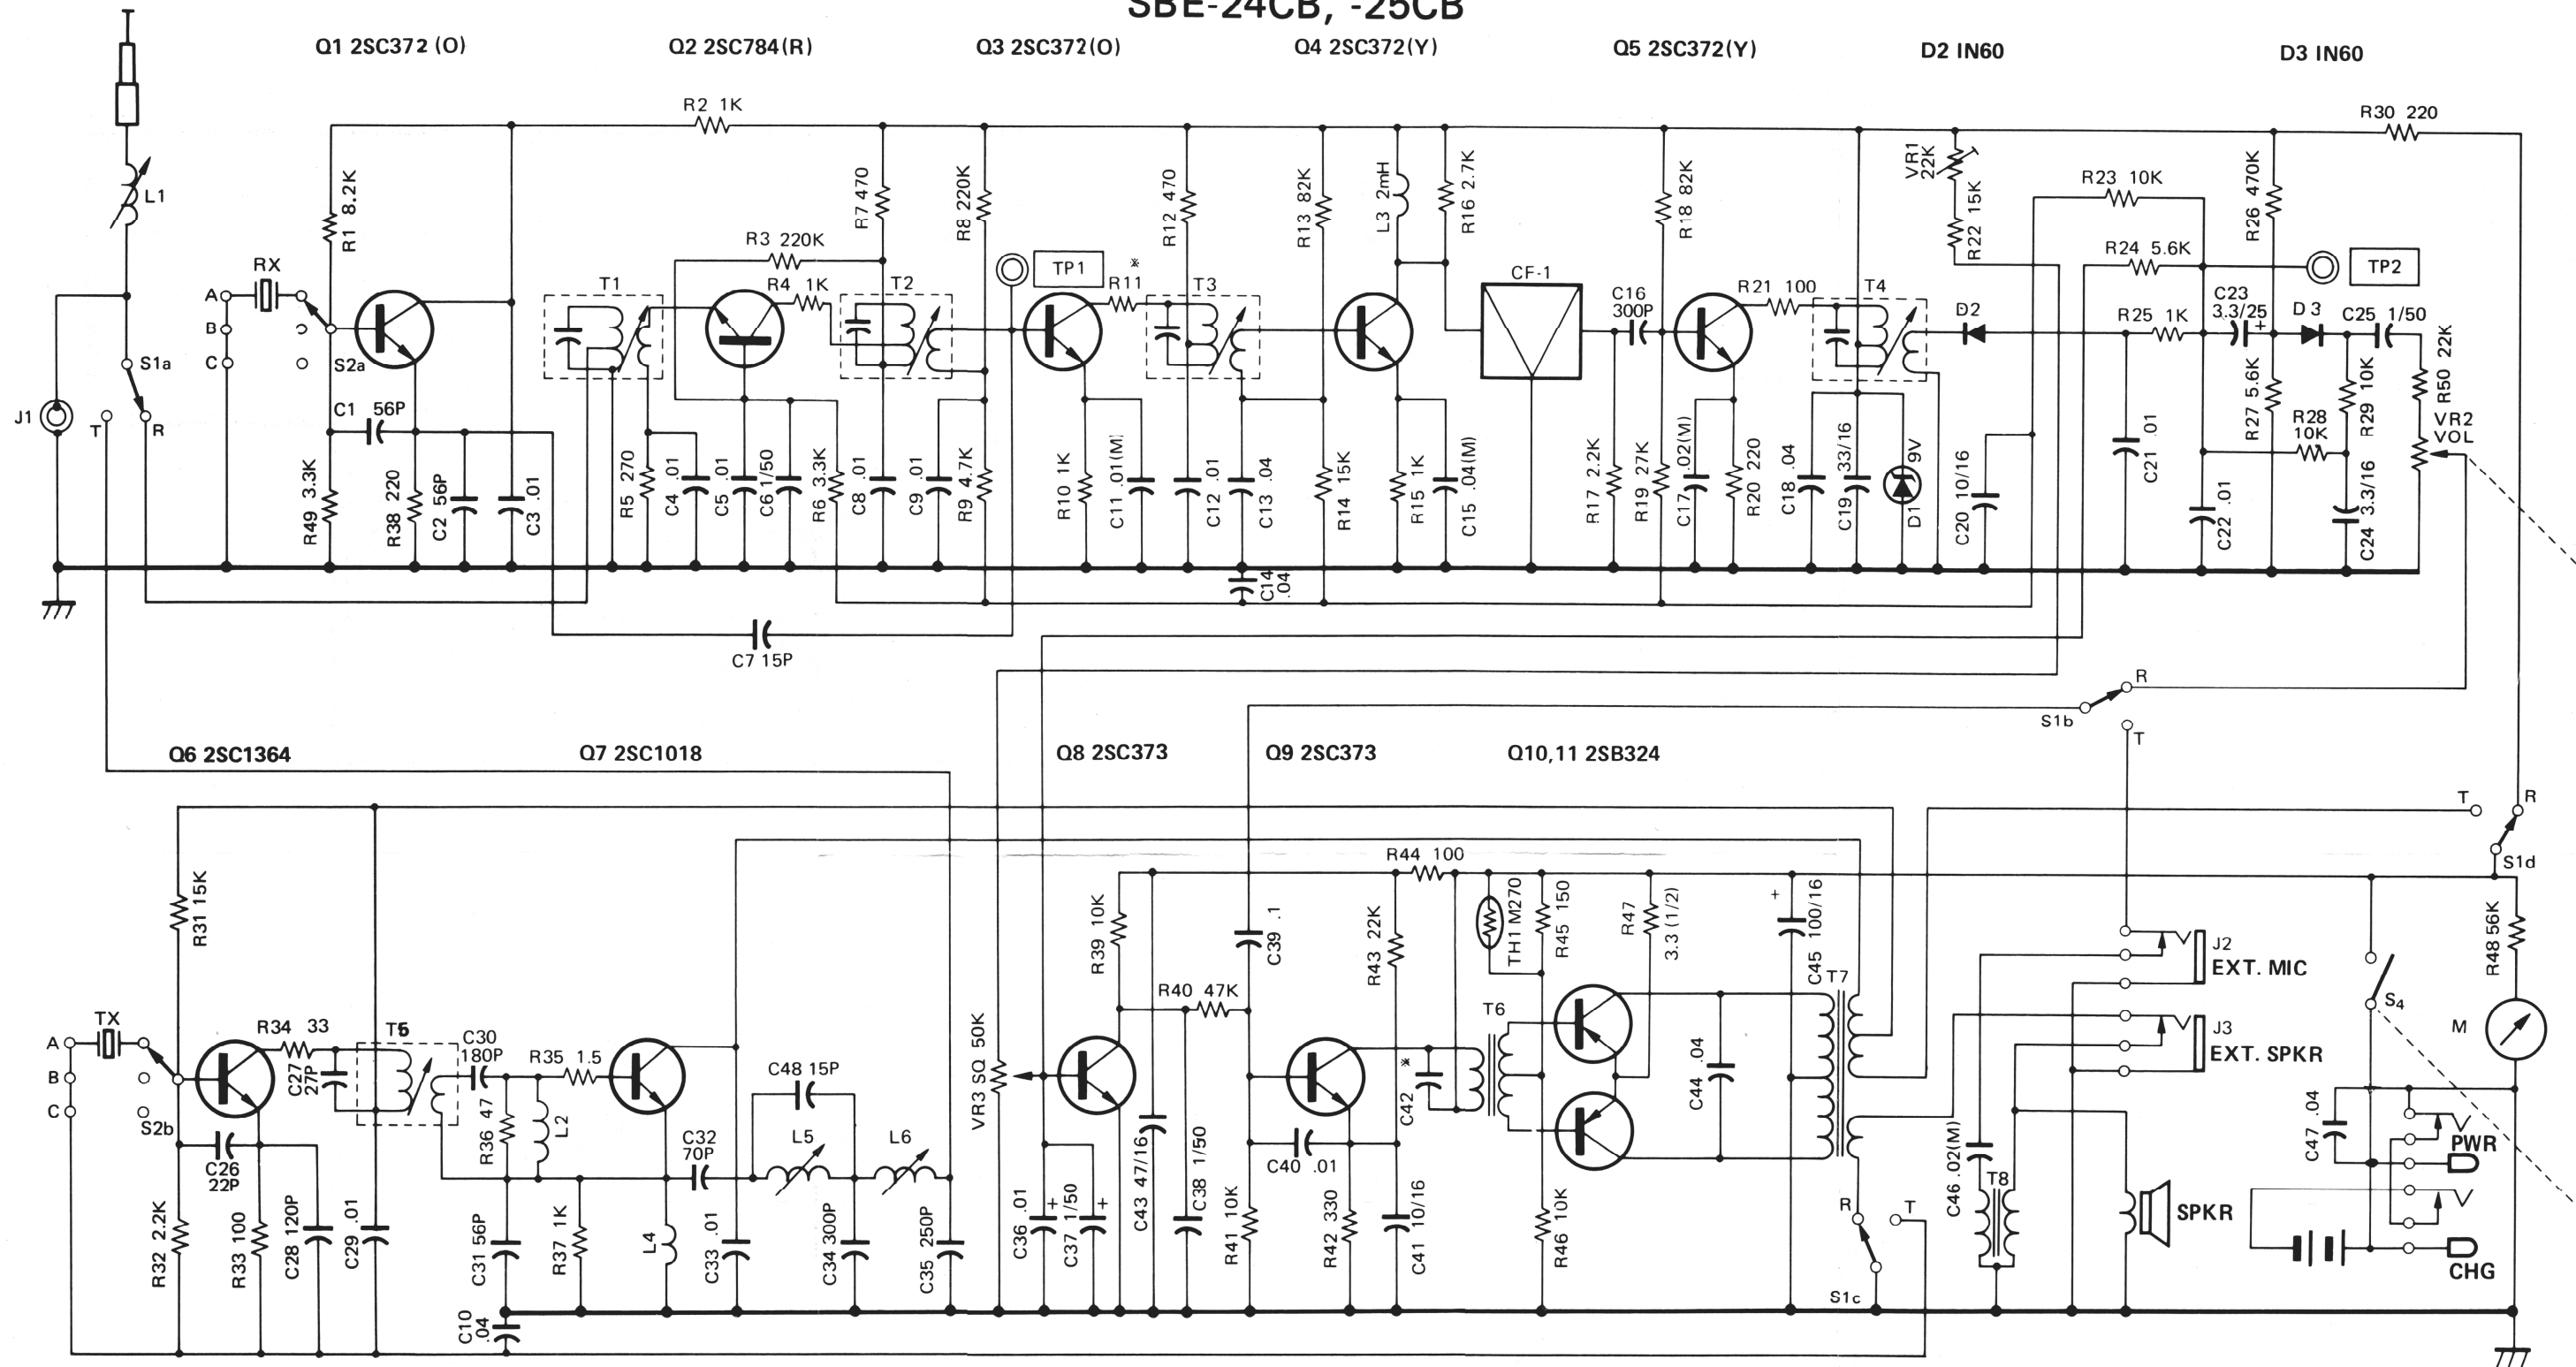 SBE-24CB, -25CB
Q1 2SC372 (O)
Q2 2SC784 (R)
Q3 2SC372 (O)
Q4 2SC372 (Y)
Q5 2SC372 (Y)
D2 IN60
D3 IN60
R2 1K
R30 220
L1
R1 8.2K
R7 470
R8 220K
R12 470
R13 82K
L3 2mH
R16 2.7K
R18 82K
VR1 22K
R22 15K
R23 10K
R26 470K
R24 5.6K
TP2
RX
A
B
C
S2a
S1a
J1
T
R
R3 220K
R4 1K
T1
T2
TP1
*
R11
T3
CF-1
C16
300P
R21 100
T4
D2
R25 1K
C23
3.3/25
+
D3
C25 1/50
R50 22K
VR2
VOL
C1 56P
R49 3.3K
R38 220
C2 56P
C3 .01
R5 270
C4 .01
C5 .01
C6 1/50
R6 3.3K
C8 .01
C9 .01
R9 4.7K
R10 1K
C11 .01(M)
C12 .01
C13 .04
R14 15K
R15 1K
C15 .04(M)
R17 2.2K
R19 27K
C17 .02(M)
R20 220
C18 .04
C19 33/16
D1 9V
C20 10/16
C21 .01
C22 .01
R27 5.6K
R28
10K
R29 10K
C24 3.3/16
C14
.04
C7 15P
S1b
R
T
Q6 2SC1364
Q7 2SC1018
Q8 2SC373
Q9 2SC373
Q10,11 2SB324
T
R
S1d
R31 15K
R44 100
R39 10K
C39 .1
R43 22K
TH1 M270
R45 150
R47
3.3 (1/2)
+
C45 100/16
T7
R48 56K
J2
EXT. MIC
J3
EXT. SPKR
S4
M
TX
A
B
C
S2b
R34 33
C27
27P
T5
C30
180P
R35 1.5
R36 47
L2
C48 15P
L5
L6
C32
70P
VR3 SQ 50K
R40 47K
C42
*
T6
C44 .04
C26
22P
R32 2.2K
R33 100
C28 120P
C29 .01
C31 56P
R37 1K
L4
C33 .01
C34 300P
C35 250P
C36 .01
+
C37 1/50
+
C43 47/16
C38 1/50
C40 .01
R41 10K
R42 330
C41 10/16
R46 10K
R
T
S1c
C46 .02(M)
T8
SPKR
C47 .04
PWR
CHG
C10
.04